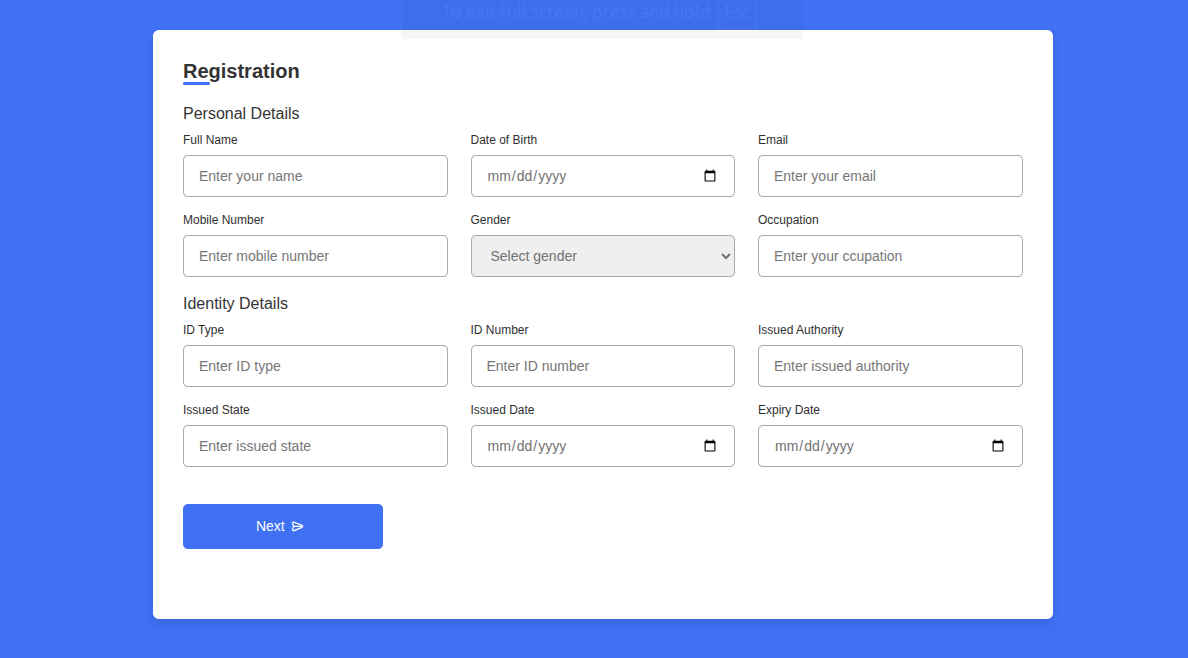 To exit full screen, press and hold Esc
Registration
Personal Details
Full Name Date of Birth Email
Enter your name mm/dd/yyyy Enter your email
Mobile Number Gender Occupation
Enter mobile number Select gender Enter your ccupation
Identity Details
ID Type ID Number Issued Authority
Enter ID type Enter ID number Enter issued authority
Issued State Issued Date Expiry Date
Enter issued state mm/dd/yyyy mm/dd/yyyy
Next